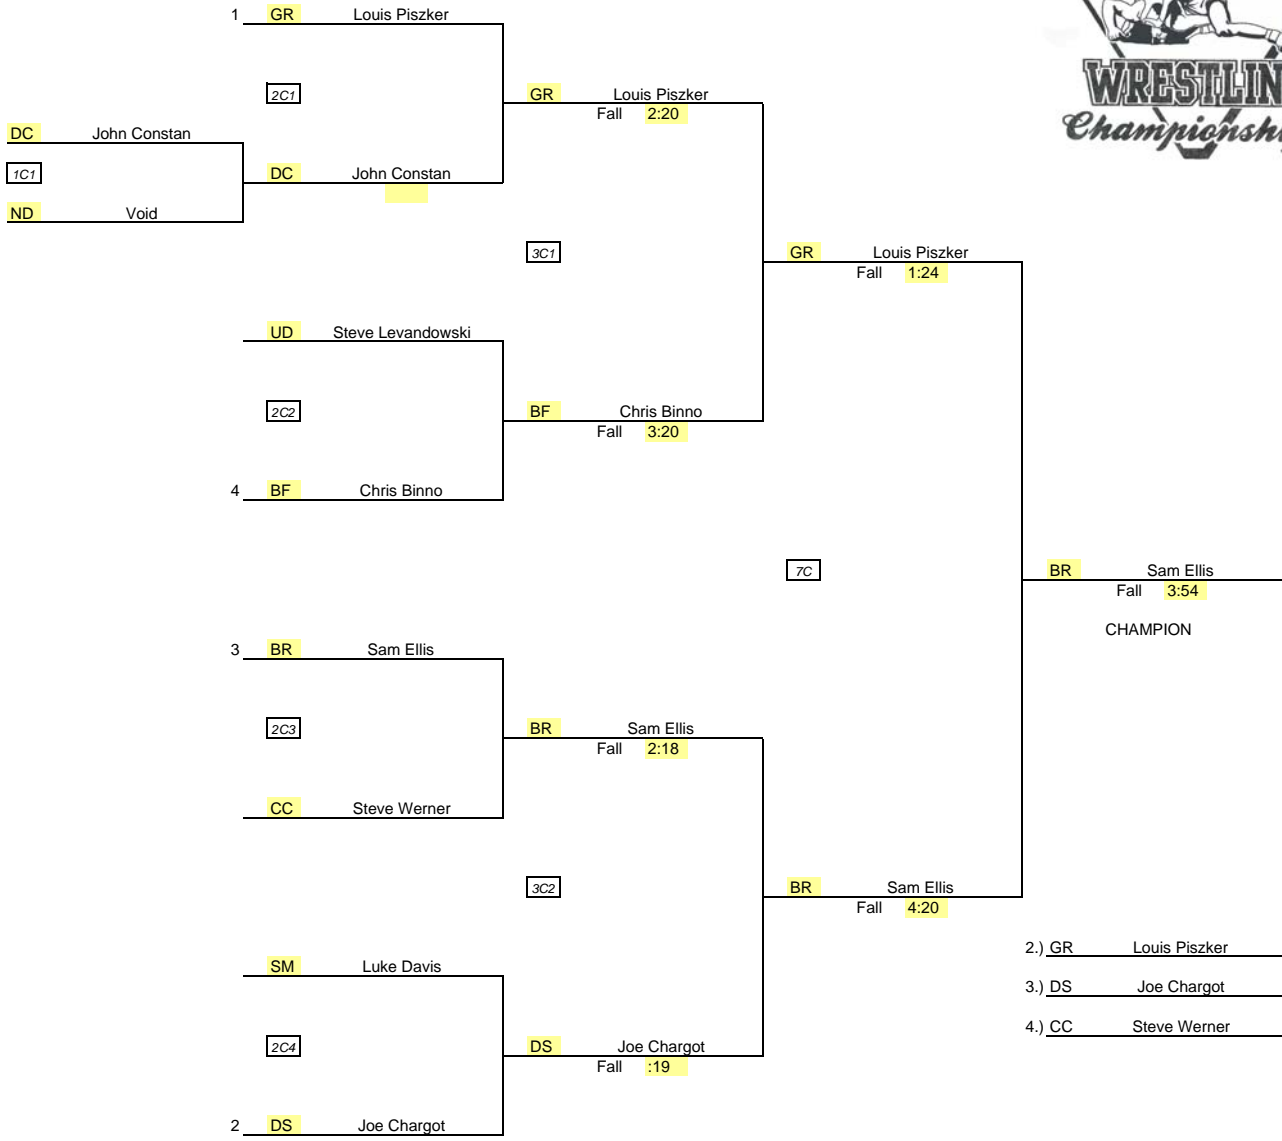 1 GR Louis Piszker
2C1
GR Louis Piszker
Fall 2:20
WRESTLIN
Championsh
DC John Constan
1C1
DC John Constan
ND Void
3C1
GR Louis Piszker
Fall 1:24
UD Steve Levandowski
2C2
BF Chris Binno
Fall 3:20
4 BF Chris Binno
7C
BR Sam Ellis
Fall 3:54
CHAMPION
3 BR Sam Ellis
2C3
BR Sam Ellis
Fall 2:18
CC Steve Werner
3C2
BR Sam Ellis
Fall 4:20
2.) GR Louis Piszker
3.) DS Joe Chargot
4.) CC Steve Werner
SM Luke Davis
2C4
DS Joe Chargot
Fall :19
2 DS Joe Chargot